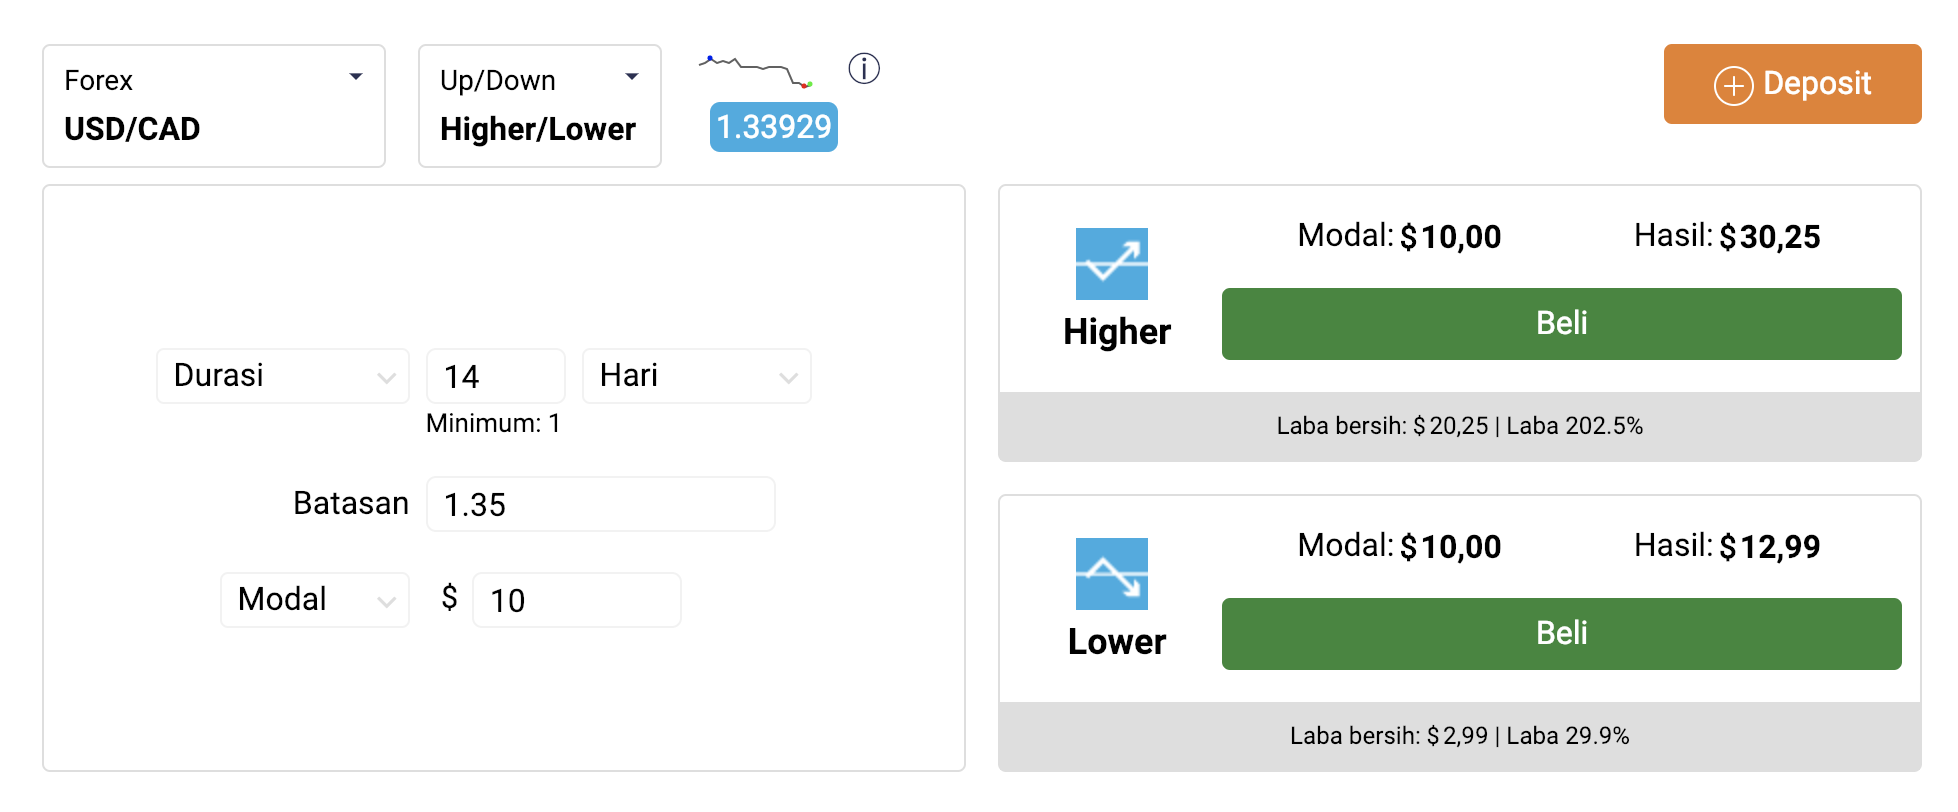 Forex
USD/CAD
Up/Down
Higher/Lower
1.33929
Deposit
Durasi 14 Hari
Minimum: 1
Batasan 1.35
Modal $ 10
Modal: $10,00 Hasil: $30,25
Higher
Beli
Laba bersih: $20,25 | Laba 202.5%
Modal: $10,00 Hasil: $12,99
Lower
Beli
Laba bersih: $2,99 | Laba 29.9%